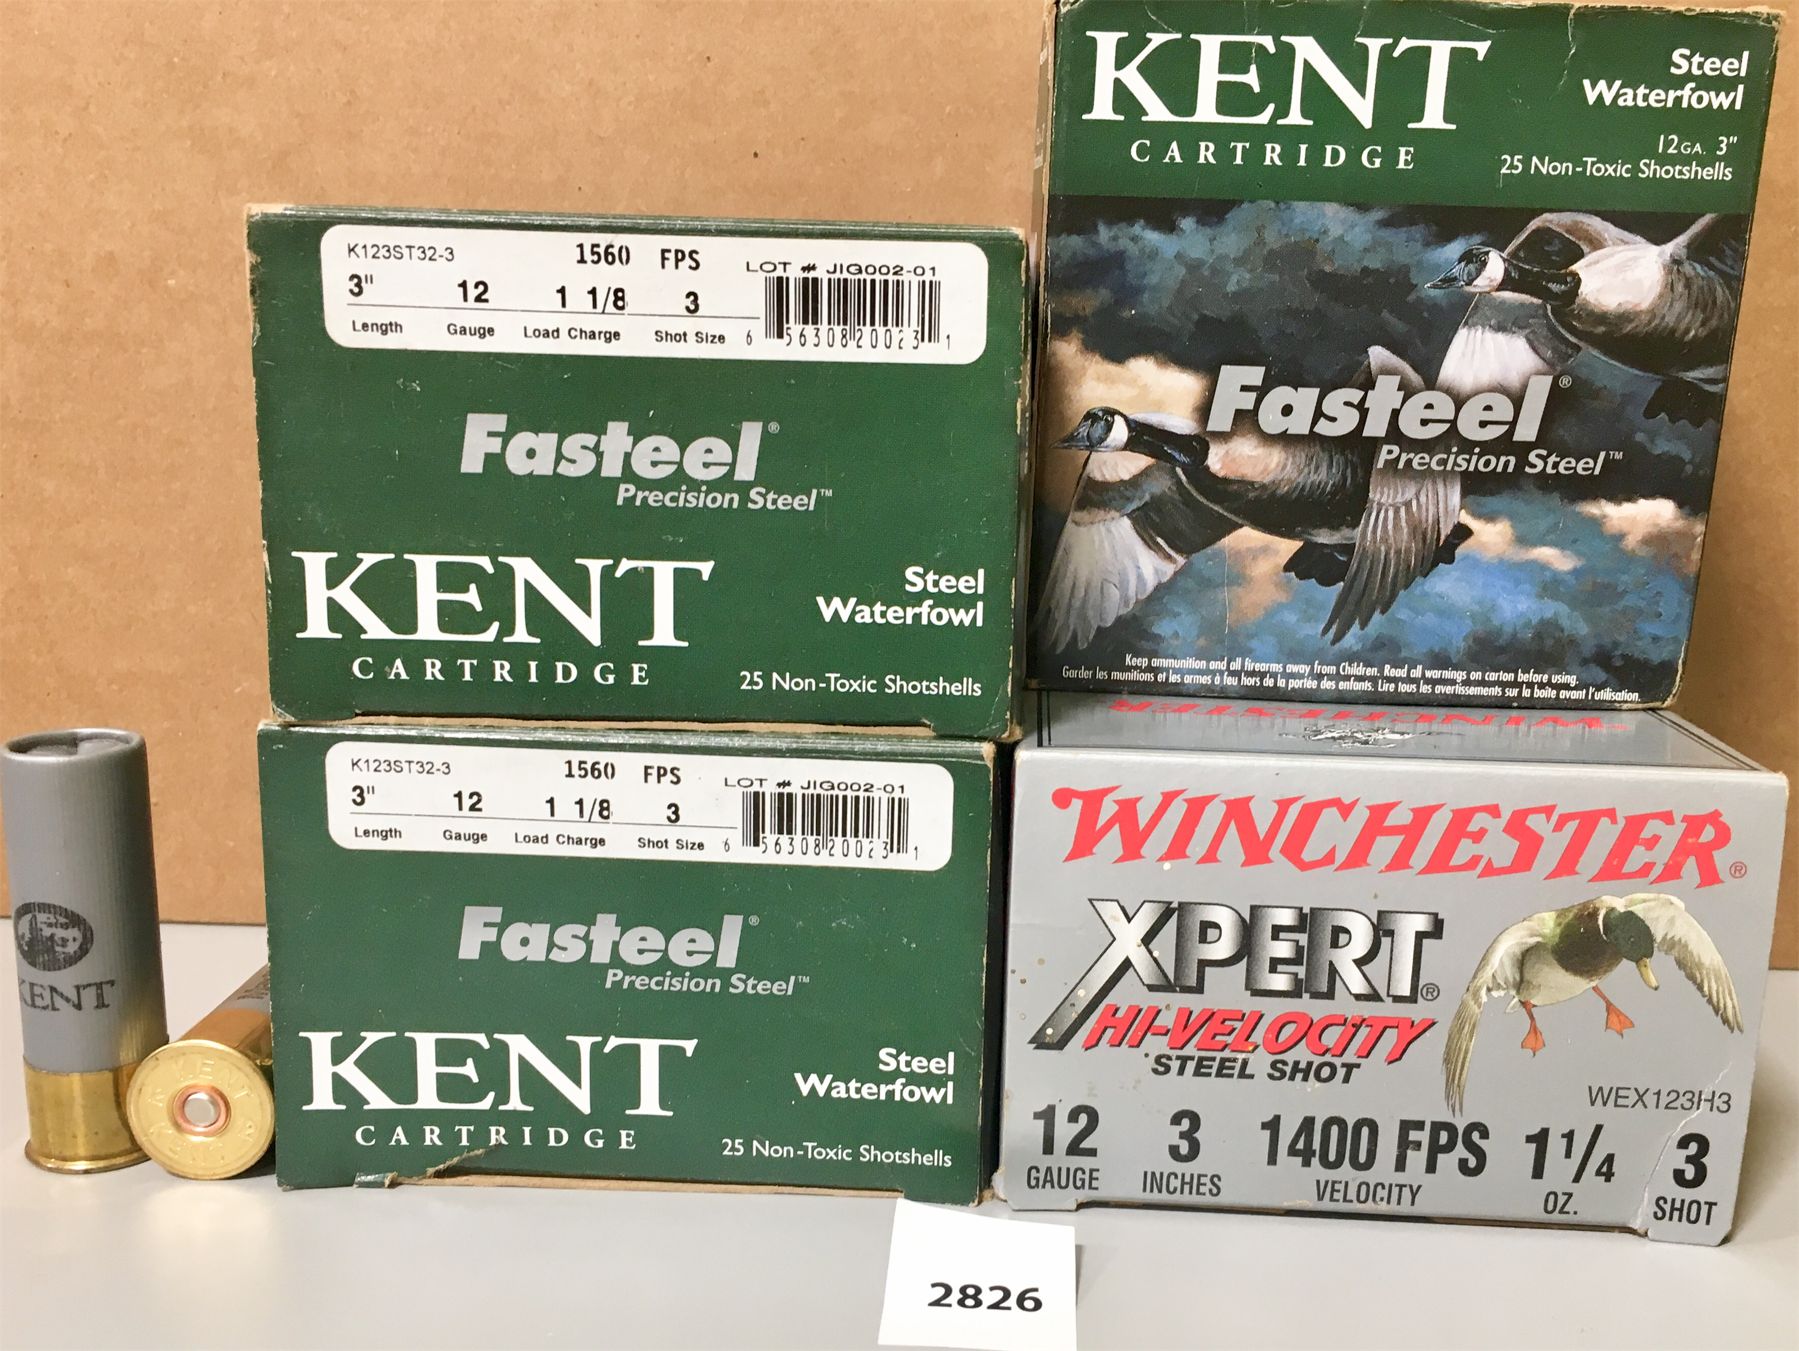 K123ST32-3 1560 FPS LOT # JIG002-01
3" 12 1 1/8 3
Length Gauge Load Charge Shot Size 6 56308 20023 1
Fasteel®
Precision Steel™
KENT
CARTRIDGE
Steel
Waterfowl
25 Non-Toxic Shotshells
KENT
CARTRIDGE
Steel
Waterfowl
12GA. 3"
25 Non-Toxic Shotshells
Fasteel®
Precision Steel™
Keep ammunition and all firearms away from Children. Read all warnings on carton before using.
Garder les munitions et les armes à feu hors de la portée des enfants. Lire tous les avertissements sur la boîte avant l'utilisation.
K123ST32-3 1560 FPS LOT # JIG002-01
3" 12 1 1/8 3
Length Gauge Load Charge Shot Size 6 56308 20023 1
Fasteel®
Precision Steel™
KENT
CARTRIDGE
Steel
Waterfowl
25 Non-Toxic Shotshells
WINCHESTER
WINCHESTER®
XPERT®
HI-VELOCITY
STEEL SHOT
WEX123H3
12 3 1400 FPS 1 1/4 3
GAUGE INCHES VELOCITY OZ. SHOT
KENT
KENT
12 12
2826